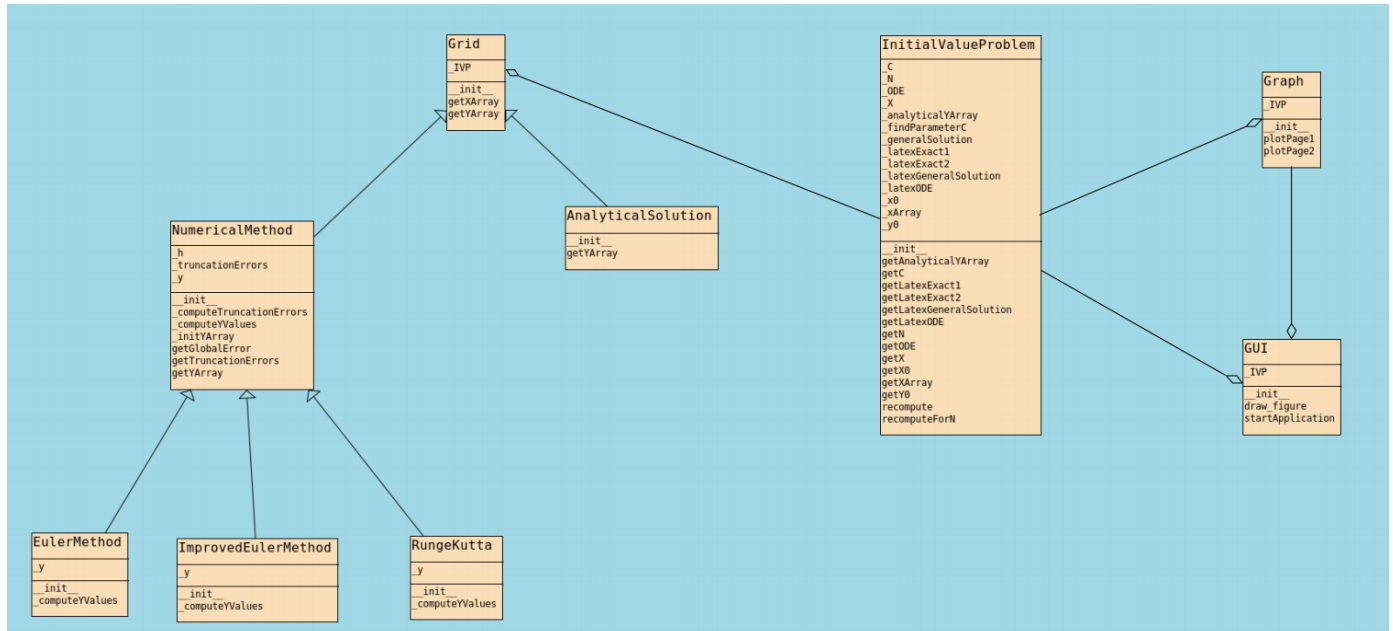 Grid
_IVP
__init__
getXArray
getYArray
InitialValueProblem
_C
_N
_ODE
_X
_analyticalYArray
_findParameterC
_generalSolution
_latexExact1
_latexExact2
_latexGeneralSolution
_latexODE
_x0
_xArray
_y0
__init__
getAnalyticalYArray
getC
getLatexExact1
getLatexExact2
getLatexGeneralSolution
getLatexODE
getN
getODE
getX
getX0
getXArray
getY0
recompute
recomputeForN
Graph
_IVP
__init__
plotPage1
plotPage2
AnalyticalSolution
__init__
getYArray
NumericalMethod
_h
_truncationErrors
_y
__init__
_computeTruncationErrors
_computeYValues
_initYArray
getGlobalError
getTruncationErrors
getYArray
GUI
_IVP
__init__
draw_figure
startApplication
EulerMethod
_y
__init__
_computeYValues
ImprovedEulerMethod
_y
__init__
_computeYValues
RungeKutta
_y
__init__
_computeYValues